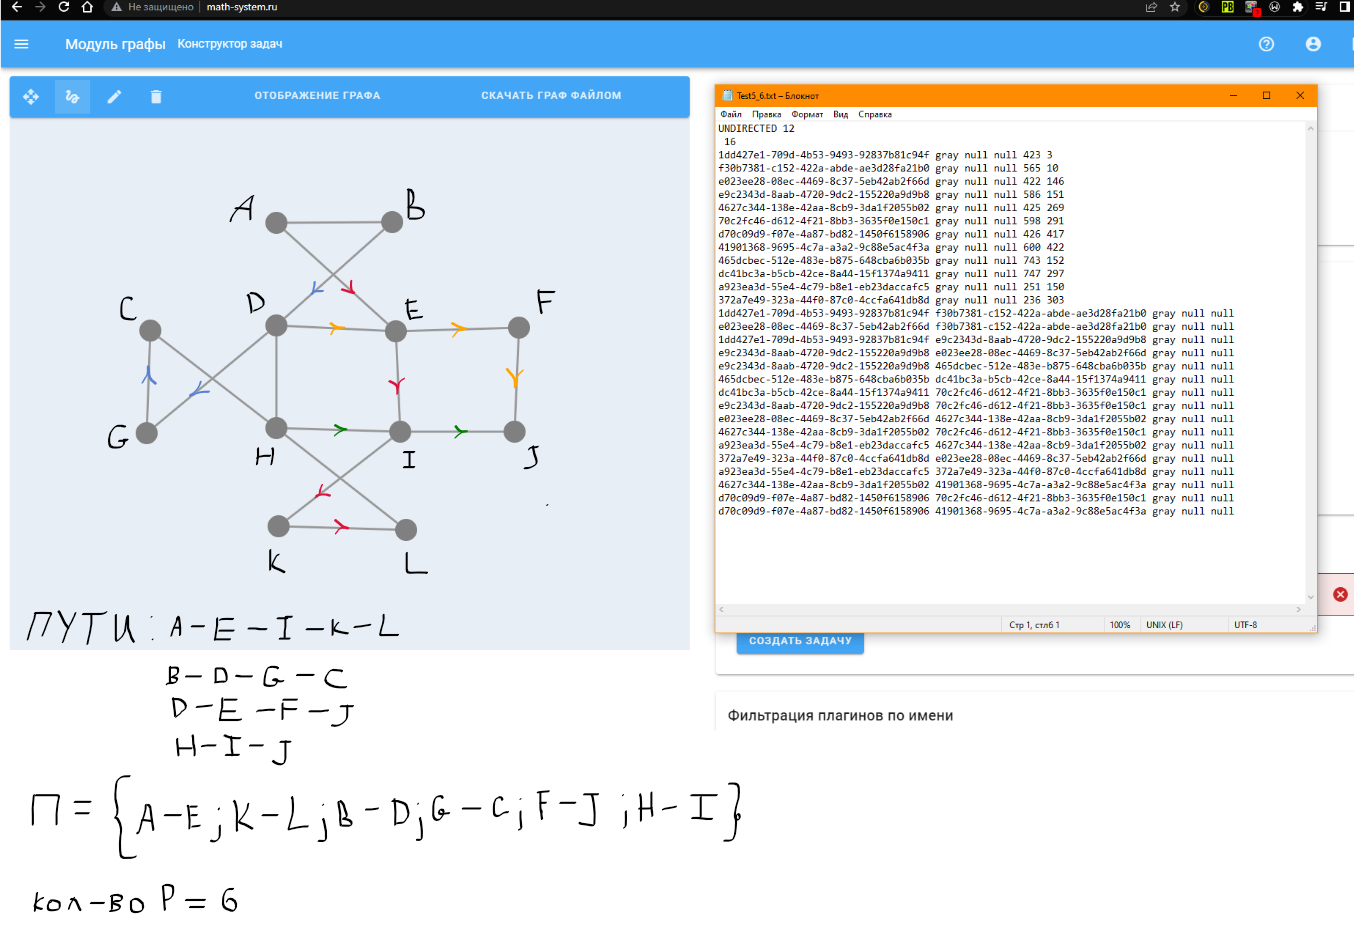 Не защищено | math-system.ru
Модуль графы Конструктор задач
ОТОБРАЖЕНИЕ ГРАФА СКАЧАТЬ ГРАФ ФАЙЛОМ
A B
C D E F
G H I J
K L
ПУТИ: A-E-I-K-L
B-D-G-C
D-E-F-J
H-I-J
П = {A-E; K-L; B-D; G-C; F-J; H-I}
КОЛ-ВО P = 6
Test5_6.txt – Блокнот
Файл Правка Формат Вид Справка
UNDIRECTED 12
16
1dd427e1-709d-4b53-9493-92837b81c94f gray null null 423 3
f30b7381-c152-422a-abde-ae3d28fa21b0 gray null null 565 10
e023ee28-08ec-4469-8c37-5eb42ab2f66d gray null null 422 146
e9c2343d-8aab-4720-9dc2-155220a9d9b8 gray null null 586 151
4627c344-138e-42aa-8cb9-3da1f2055b02 gray null null 425 269
70c2fc46-d612-4f21-8bb3-3635f0e150c1 gray null null 598 291
d70c09d9-f07e-4a87-bd82-1450f6158906 gray null null 426 417
41901368-9695-4c7a-a3a2-9c88e5ac4f3a gray null null 600 422
465dcbec-512e-483e-b875-648cba6b035b gray null null 743 152
dc41bc3a-b5cb-42ce-8a44-15f1374a9411 gray null null 747 297
a923ea3d-55e4-4c79-b8e1-eb23daccafc5 gray null null 251 150
372a7e49-323a-44f0-87c0-4ccfa641db8d gray null null 236 303
1dd427e1-709d-4b53-9493-92837b81c94f f30b7381-c152-422a-abde-ae3d28fa21b0 gray null null
e023ee28-08ec-4469-8c37-5eb42ab2f66d f30b7381-c152-422a-abde-ae3d28fa21b0 gray null null
1dd427e1-709d-4b53-9493-92837b81c94f e9c2343d-8aab-4720-9dc2-155220a9d9b8 gray null null
e9c2343d-8aab-4720-9dc2-155220a9d9b8 e023ee28-08ec-4469-8c37-5eb42ab2f66d gray null null
e9c2343d-8aab-4720-9dc2-155220a9d9b8 465dcbec-512e-483e-b875-648cba6b035b gray null null
465dcbec-512e-483e-b875-648cba6b035b dc41bc3a-b5cb-42ce-8a44-15f1374a9411 gray null null
dc41bc3a-b5cb-42ce-8a44-15f1374a9411 70c2fc46-d612-4f21-8bb3-3635f0e150c1 gray null null
e9c2343d-8aab-4720-9dc2-155220a9d9b8 70c2fc46-d612-4f21-8bb3-3635f0e150c1 gray null null
e023ee28-08ec-4469-8c37-5eb42ab2f66d 4627c344-138e-42aa-8cb9-3da1f2055b02 gray null null
4627c344-138e-42aa-8cb9-3da1f2055b02 70c2fc46-d612-4f21-8bb3-3635f0e150c1 gray null null
a923ea3d-55e4-4c79-b8e1-eb23daccafc5 4627c344-138e-42aa-8cb9-3da1f2055b02 gray null null
372a7e49-323a-44f0-87c0-4ccfa641db8d e023ee28-08ec-4469-8c37-5eb42ab2f66d gray null null
a923ea3d-55e4-4c79-b8e1-eb23daccafc5 372a7e49-323a-44f0-87c0-4ccfa641db8d gray null null
4627c344-138e-42aa-8cb9-3da1f2055b02 41901368-9695-4c7a-a3a2-9c88e5ac4f3a gray null null
d70c09d9-f07e-4a87-bd82-1450f6158906 70c2fc46-d612-4f21-8bb3-3635f0e150c1 gray null null
d70c09d9-f07e-4a87-bd82-1450f6158906 41901368-9695-4c7a-a3a2-9c88e5ac4f3a gray null null
Стр 1, стлб 1 100% UNIX (LF) UTF-8
СОЗДАТЬ ЗАДАЧУ
Фильтрация плагинов по имени